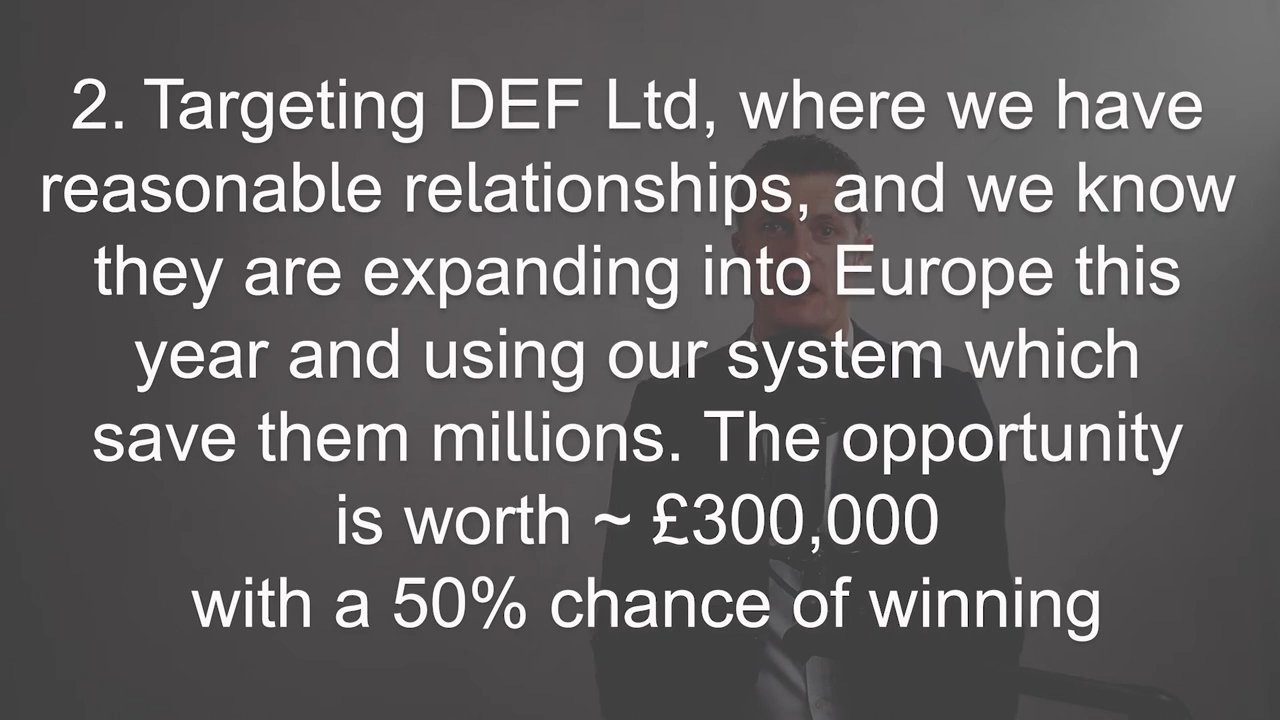 2. Targeting DEF Ltd, where we have
reasonable relationships, and we know
they are expanding into Europe this
year and using our system which
save them millions. The opportunity
is worth ~ £300,000
with a 50% chance of winning